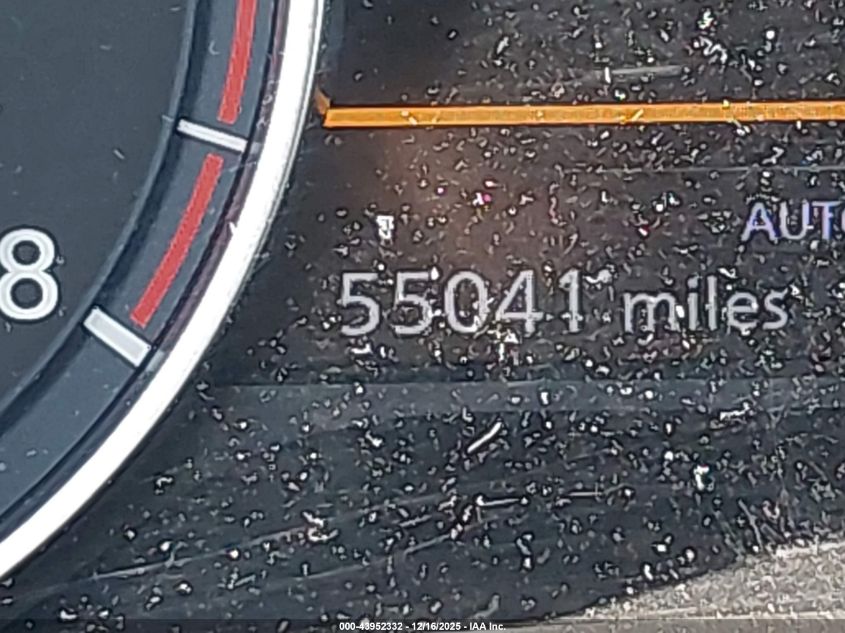 8
AUTO
55041 miles
000-43952332 - 12/16/2025 - IAA Inc.